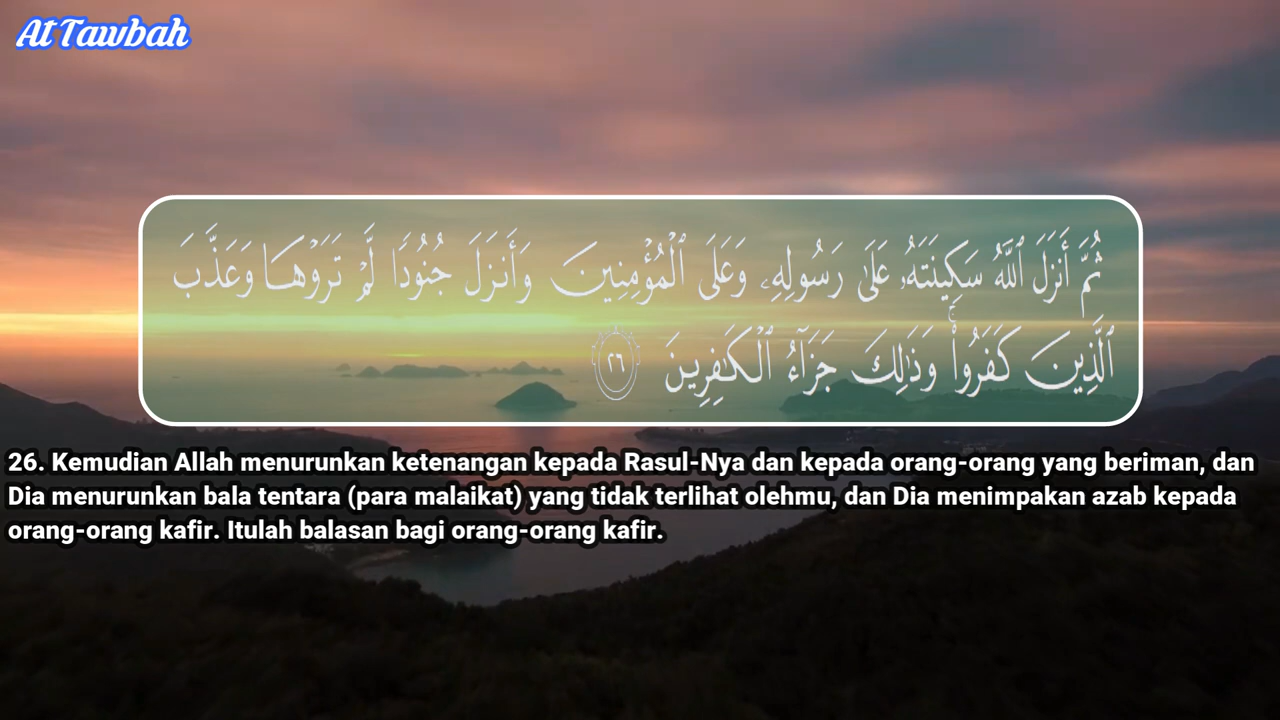 At Tawbah
ثُمَّ أَنزَلَ ٱللَّهُ سَكِينَتَهُۥ عَلَىٰ رَسُولِهِۦ وَعَلَى ٱلْمُؤْمِنِينَ وَأَنزَلَ جُنُودًا لَّمْ تَرَوْهَا وَعَذَّبَ
ٱلَّذِينَ كَفَرُوا۟ ۚ وَذَٰلِكَ جَزَآءُ ٱلْكَـٰفِرِينَ ٢٦
26. Kemudian Allah menurunkan ketenangan kepada Rasul-Nya dan kepada orang-orang yang beriman, dan
Dia menurunkan bala tentara (para malaikat) yang tidak terlihat olehmu, dan Dia menimpakan azab kepada
orang-orang kafir. Itulah balasan bagi orang-orang kafir.